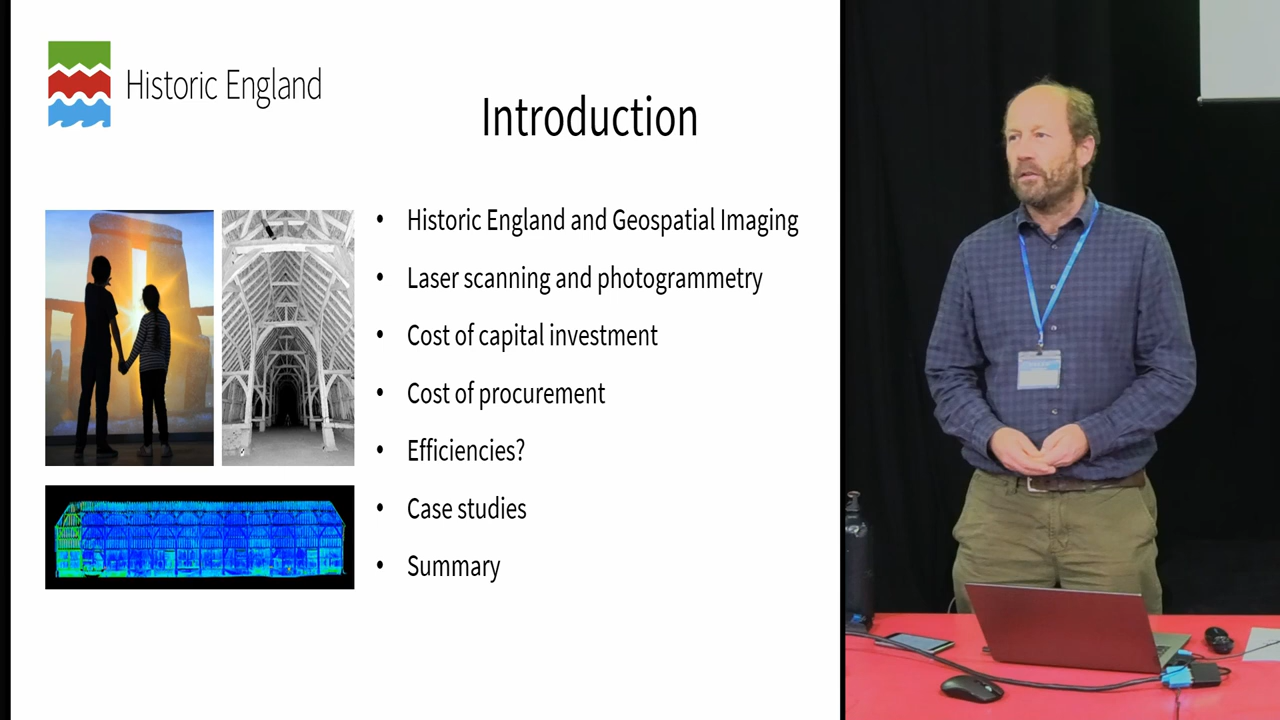 Historic England
Introduction
• Historic England and Geospatial Imaging
• Laser scanning and photogrammetry
• Cost of capital investment
• Cost of procurement
• Efficiencies?
• Case studies
• Summary